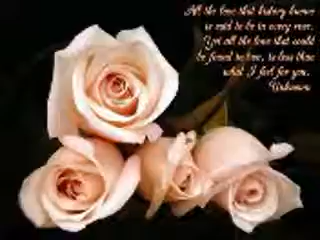 All the love that history knows
is said to be in every rose.
Yet all the love that could
be found in two, is less than
what I feel for you.
Unknown